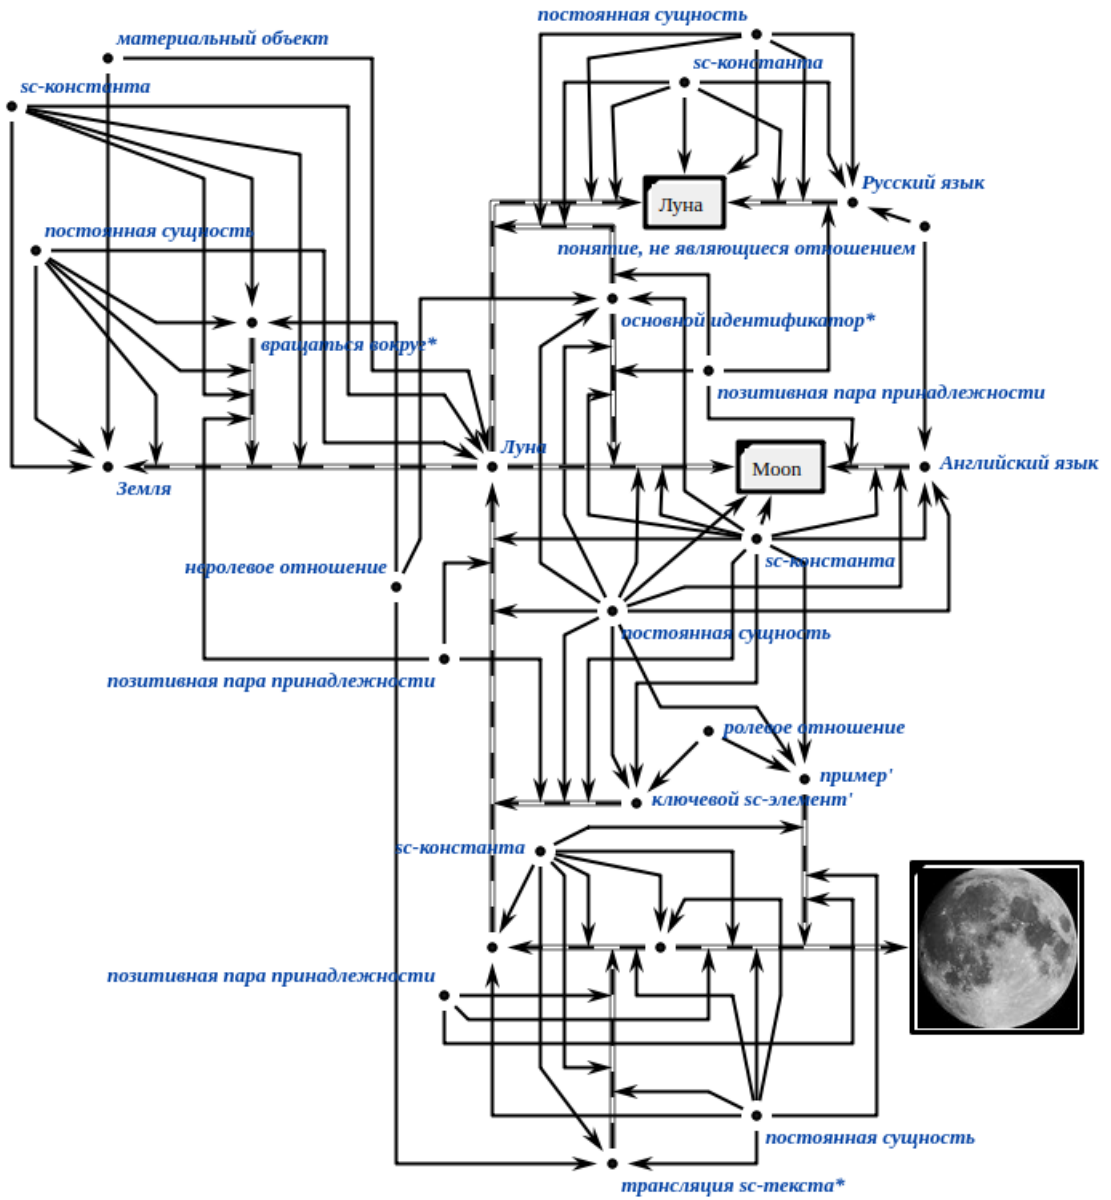 постоянная сущность
материальный объект
sc-константа
sc-константа
Русский язык
Луна
постоянная сущность
понятие, не являющиеся отношением
основной идентификатор*
вращаться вокруг*
позитивная пара принадлежности
Луна
Английский язык
Moon
Земля
sc-константа
неролевое отношение
постоянная сущность
позитивная пара принадлежности
ролевое отношение
пример'
ключевой sc-элемент'
sc-константа
позитивная пара принадлежности
постоянная сущность
трансляция sc-текста*